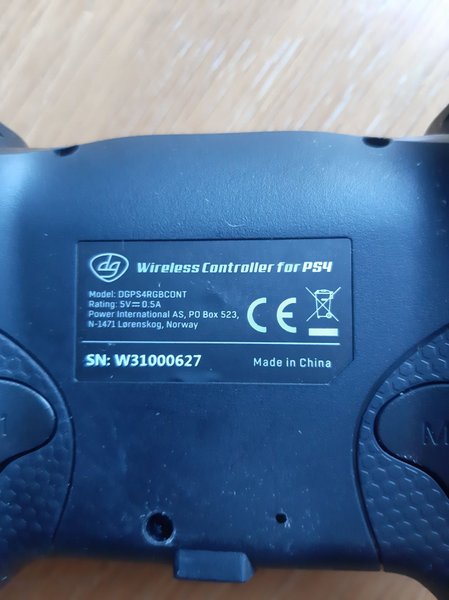 dg Wireless Controller for PS4
Model: DGPS4RGBCONT
Rating: 5V⎓0.5A
Power International AS, PO Box 523,
N-1471 Lørenskog, Norway
CE
SN: W31000627
Made in China
M